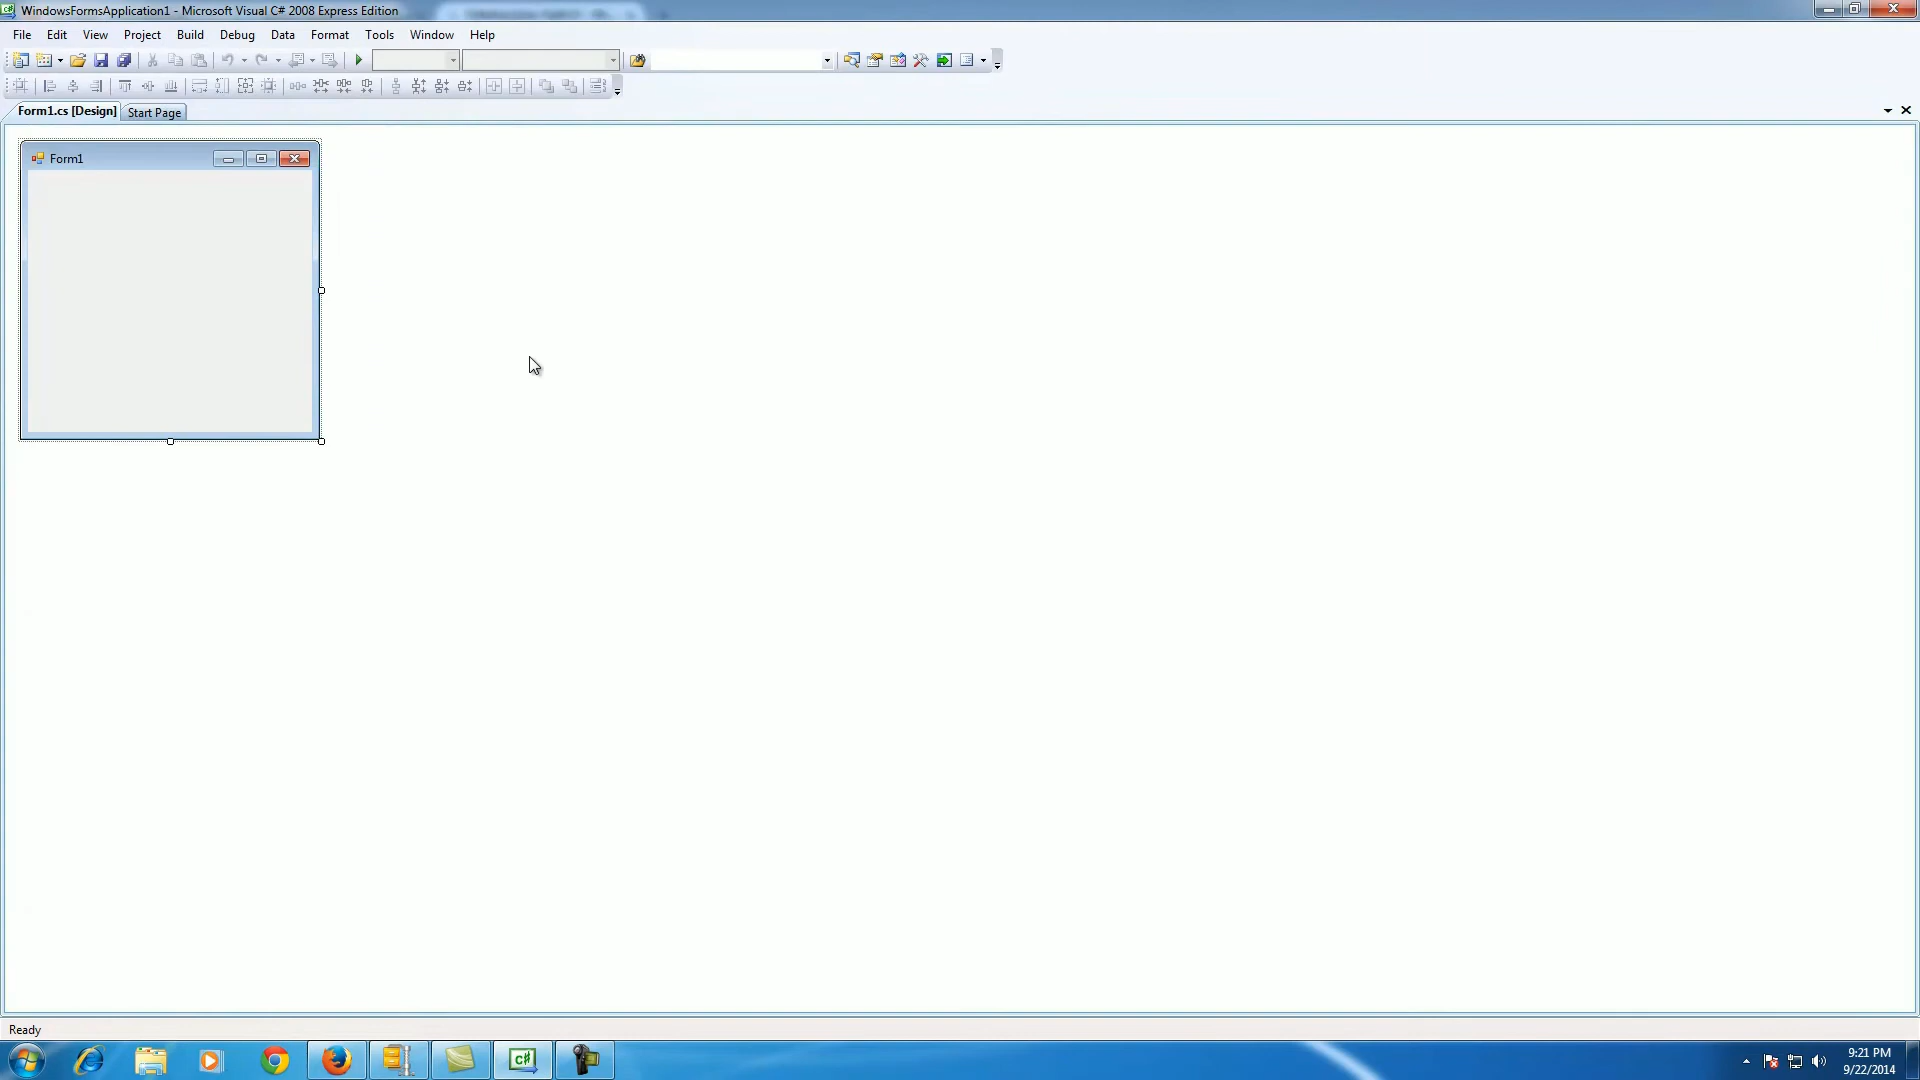 WindowsFormsApplication1 - Microsoft Visual C# 2008 Express Edition
File Edit View Project Build Debug Data Format Tools Window Help
Form1.cs [Design] Start Page
Form1
Ready
C#
9:21 PM
9/22/2014